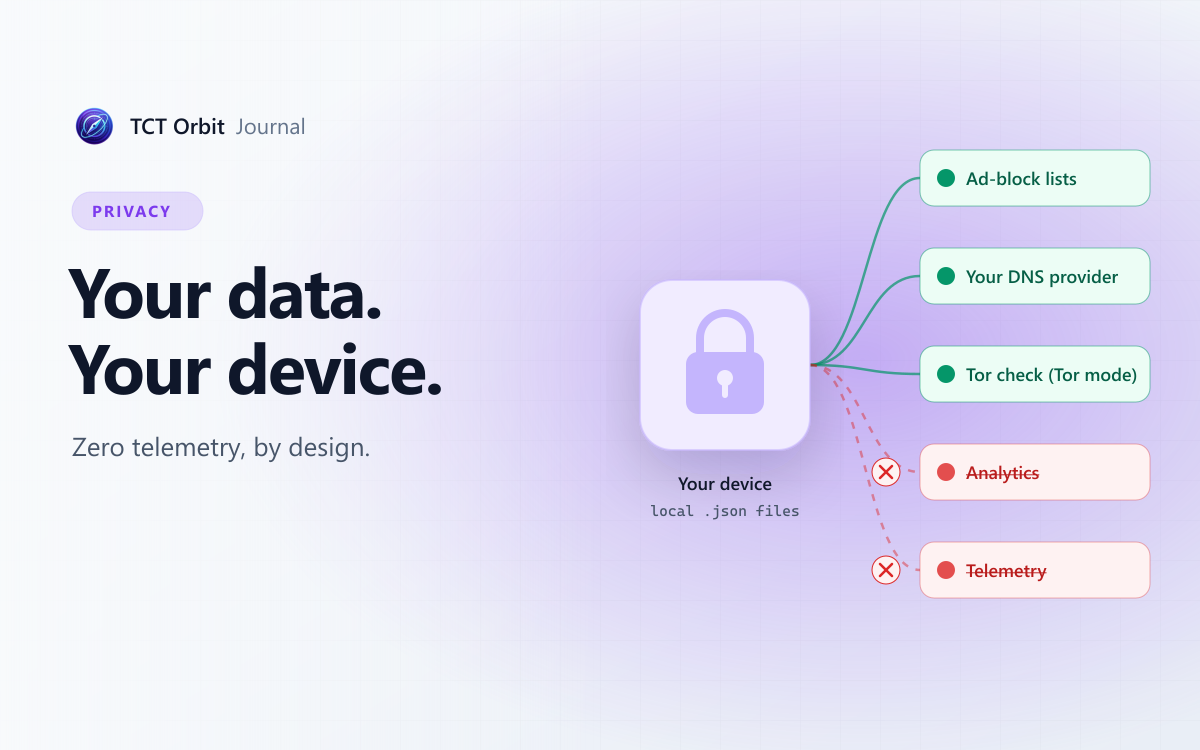 TCT Orbit Journal
PRIVACY
Your data.
Your device.
Zero telemetry, by design.
Your device
local .json files
Ad-block lists
Your DNS provider
Tor check (Tor mode)
Analytics
Telemetry